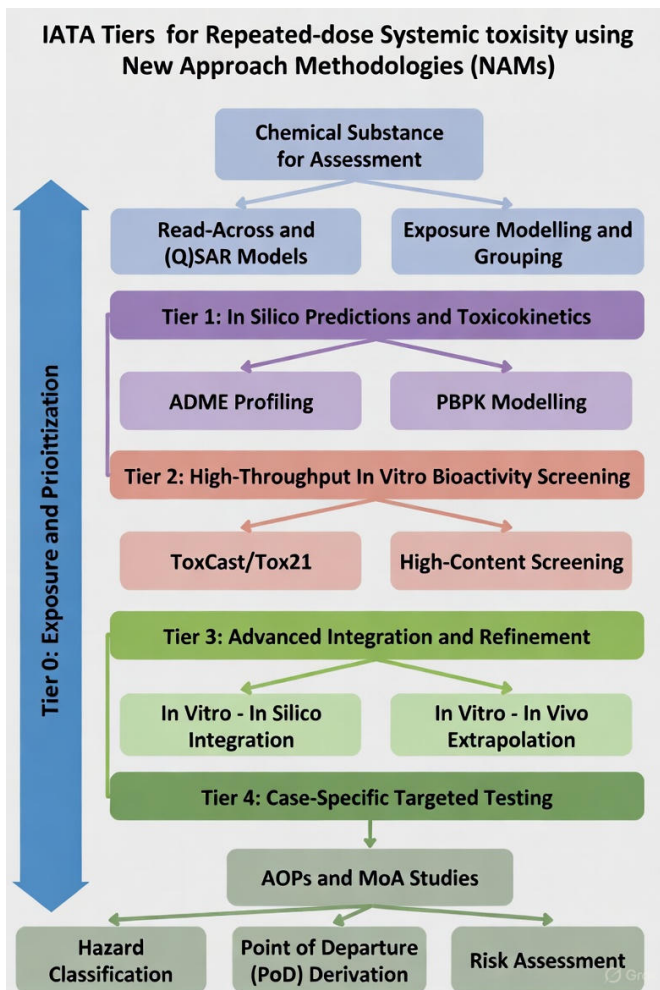 IATA Tiers for Repeated-dose Systemic toxisity using
New Approach Methodologies (NAMs)
Chemical Substance
for Assessment
Read-Across and
(Q)SAR Models
Exposure Modelling and
Grouping
Tier 1: In Silico Predictions and Toxicokinetics
ADME Profiling
PBPK Modelling
Tier 2: High-Throughput In Vitro Bioactivity Screening
ToxCast/Tox21
High-Content Screening
Tier 3: Advanced Integration and Refinement
In Vitro - In Silico
Integration
In Vitro - In Vivo
Extrapolation
Tier 4: Case-Specific Targeted Testing
AOPs and MoA Studies
Hazard
Classification
Point of Departure
(PoD) Derivation
Risk Assessment
Tier 0: Exposure and Prioittization